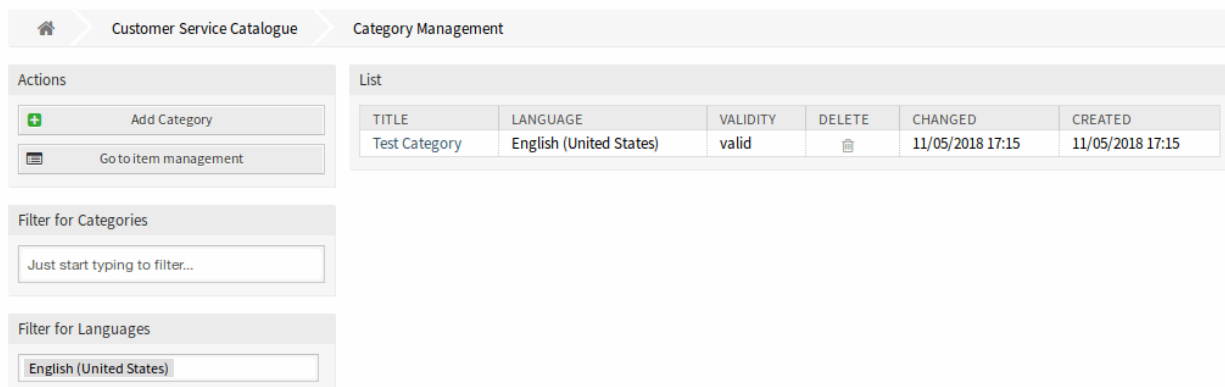 Customer Service Catalogue Category Management
Actions
Add Category
Go to item management
Filter for Categories
Just start typing to filter...
Filter for Languages
English (United States)
List
TITLE LANGUAGE VALIDITY DELETE CHANGED CREATED
Test Category English (United States) valid 11/05/2018 17:15 11/05/2018 17:15